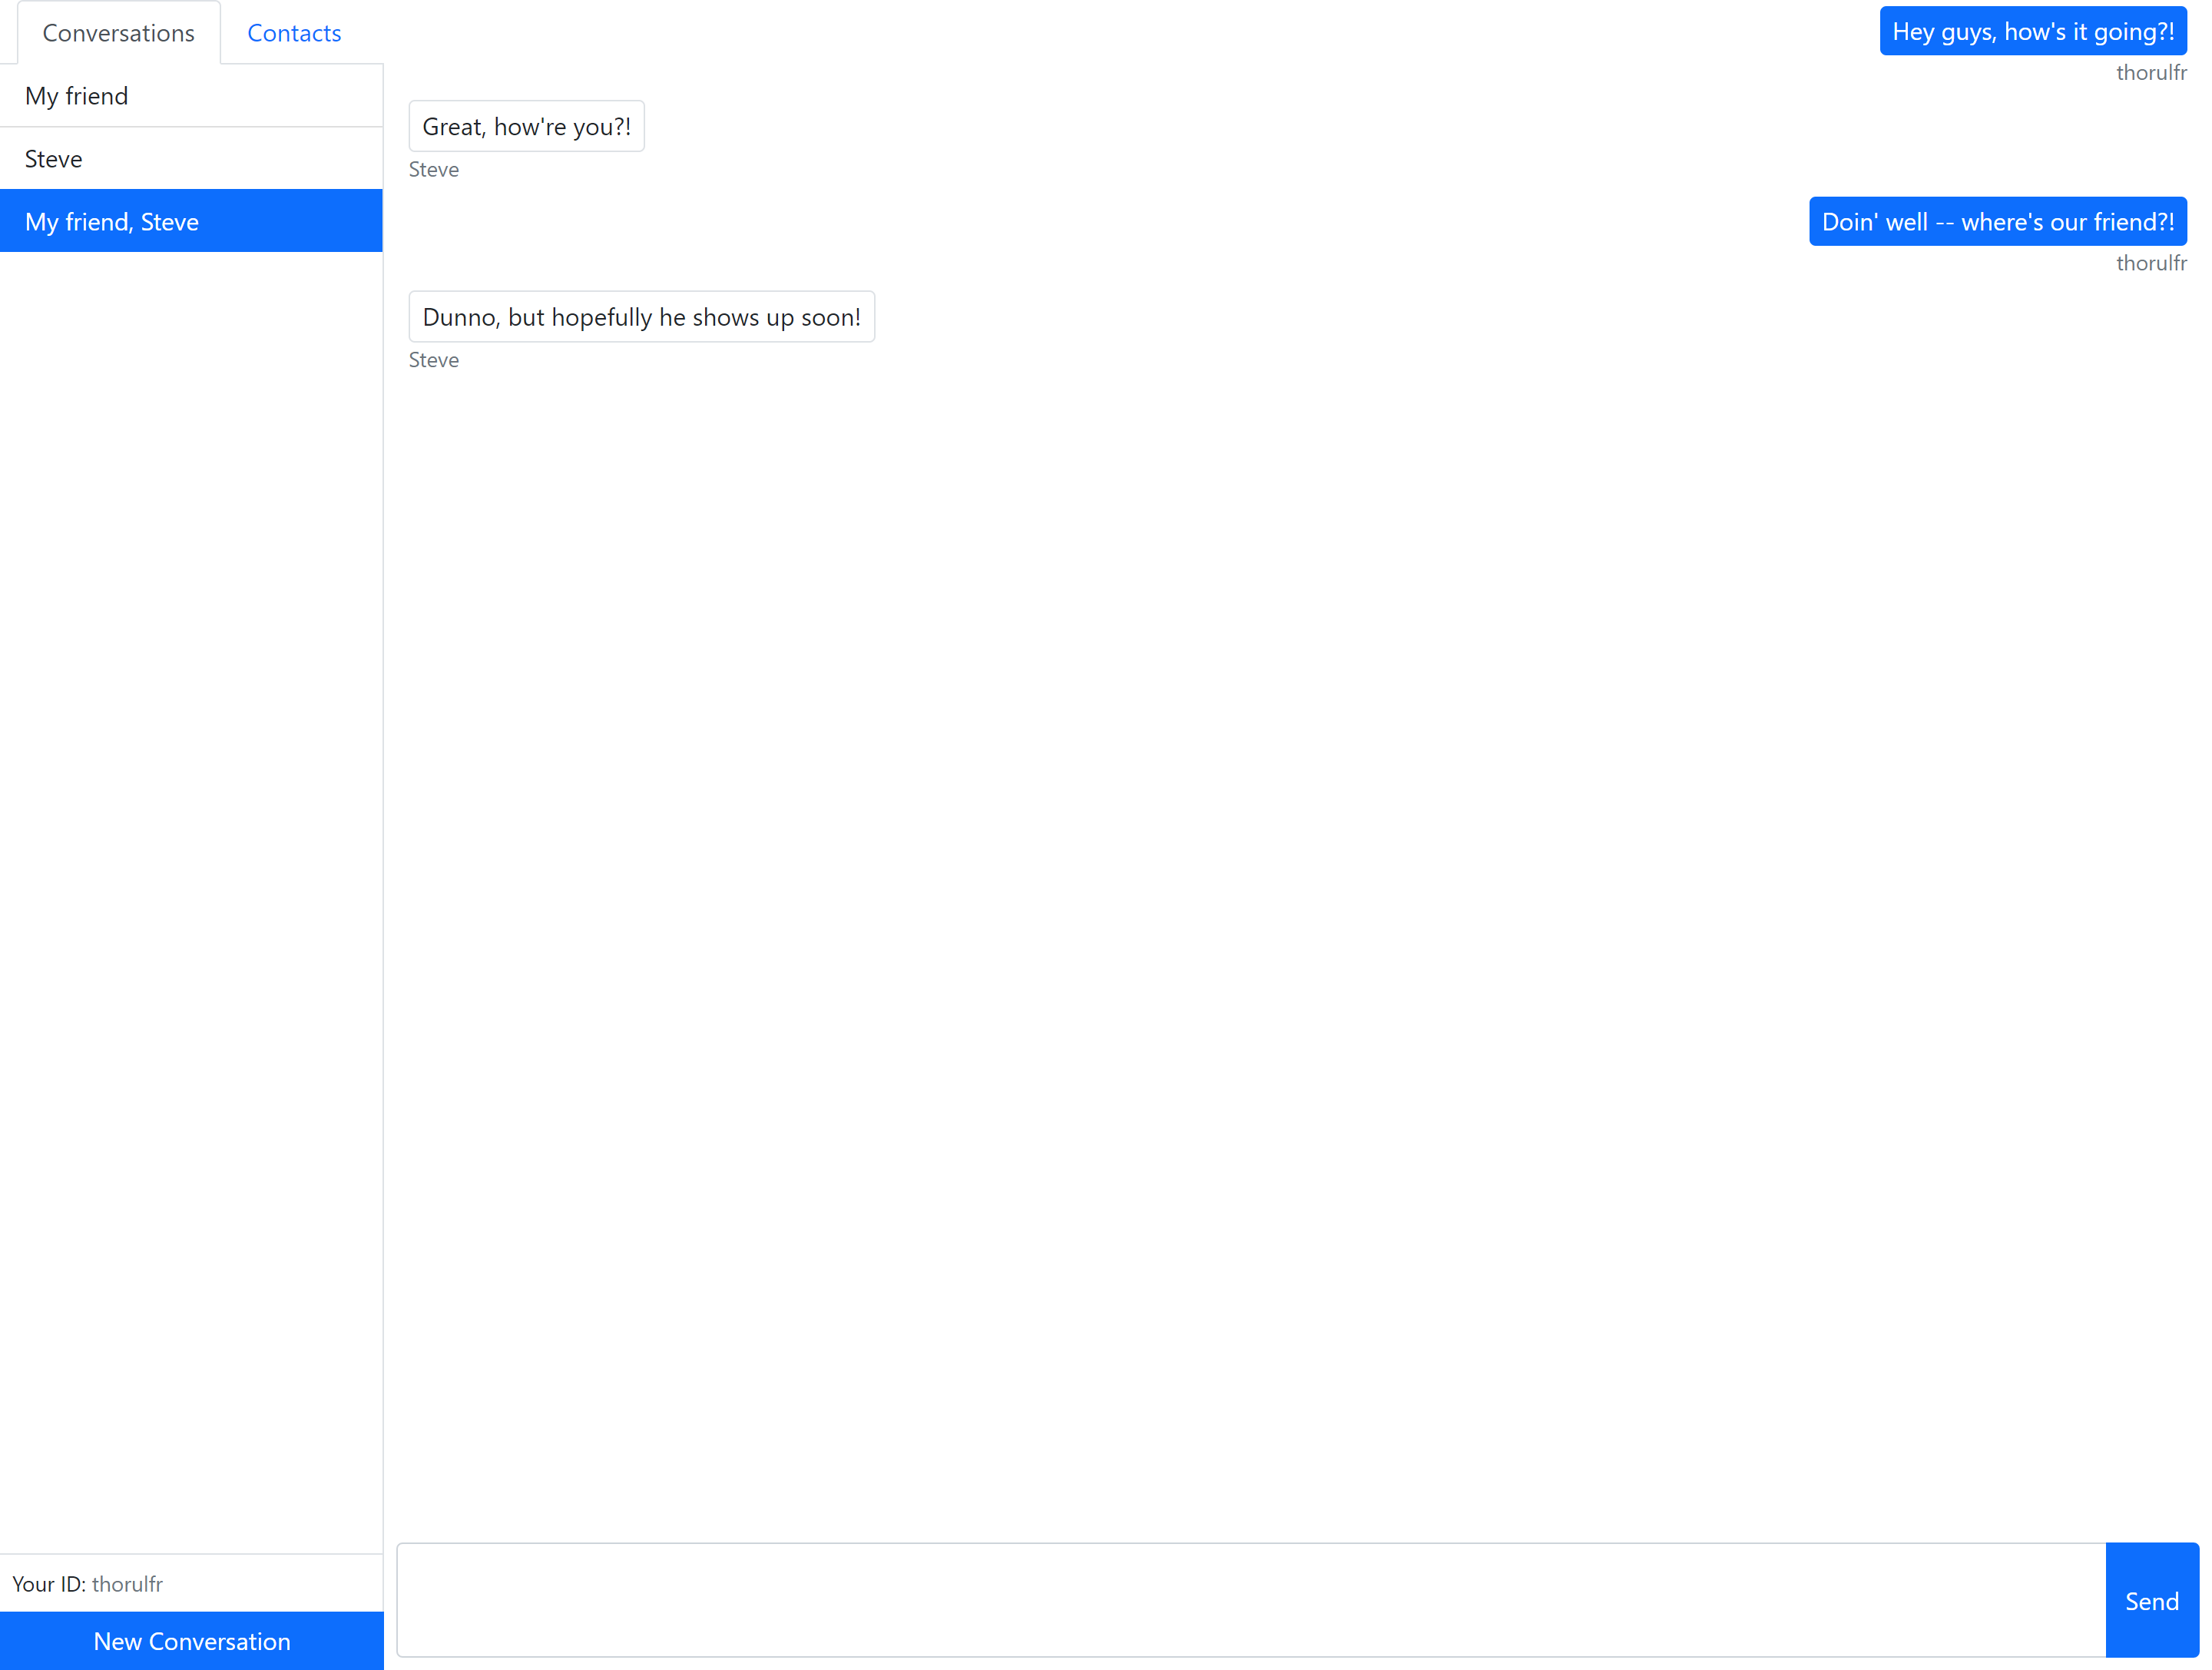 Conversations
Contacts
My friend
Steve
My friend, Steve
Your ID: thorulfr
New Conversation
Hey guys, how's it going?!
thorulfr
Great, how're you?!
Steve
Doin' well -- where's our friend?!
thorulfr
Dunno, but hopefully he shows up soon!
Steve
Send